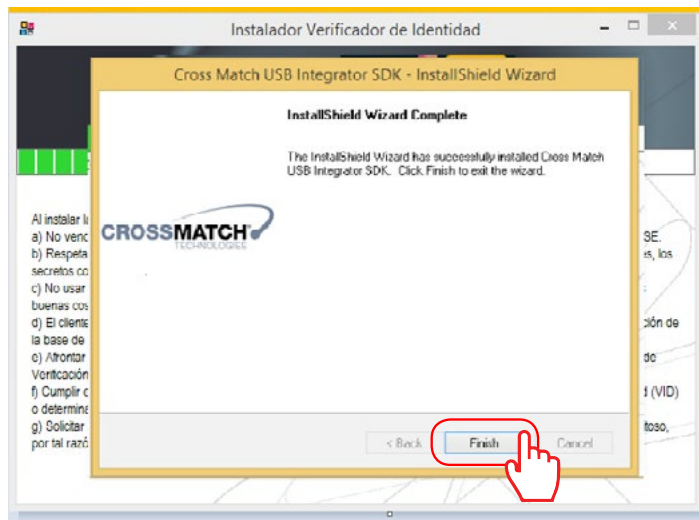 Instalador Verificador de Identidad
Cross Match USB Integrator SDK - InstallShield Wizard
InstallShield Wizard Complete
The InstallShield Wizard has successfully installed Cross Match
USB Integrator SDK. Click Finish to exit the wizard.
CROSSMATCH
TECHNOLOGIES
Al instalar
a) No venc
SE.
b) Respeta
es, los
secretos co
c) No usar
buenas cos
d) El cliente
ción de
la base de
e) Afrontar
de
Verificación
f) Cumplir c
d (VID)
o determina
g) Solicitar
toso,
por tal razó
< Back
Finish
Cancel